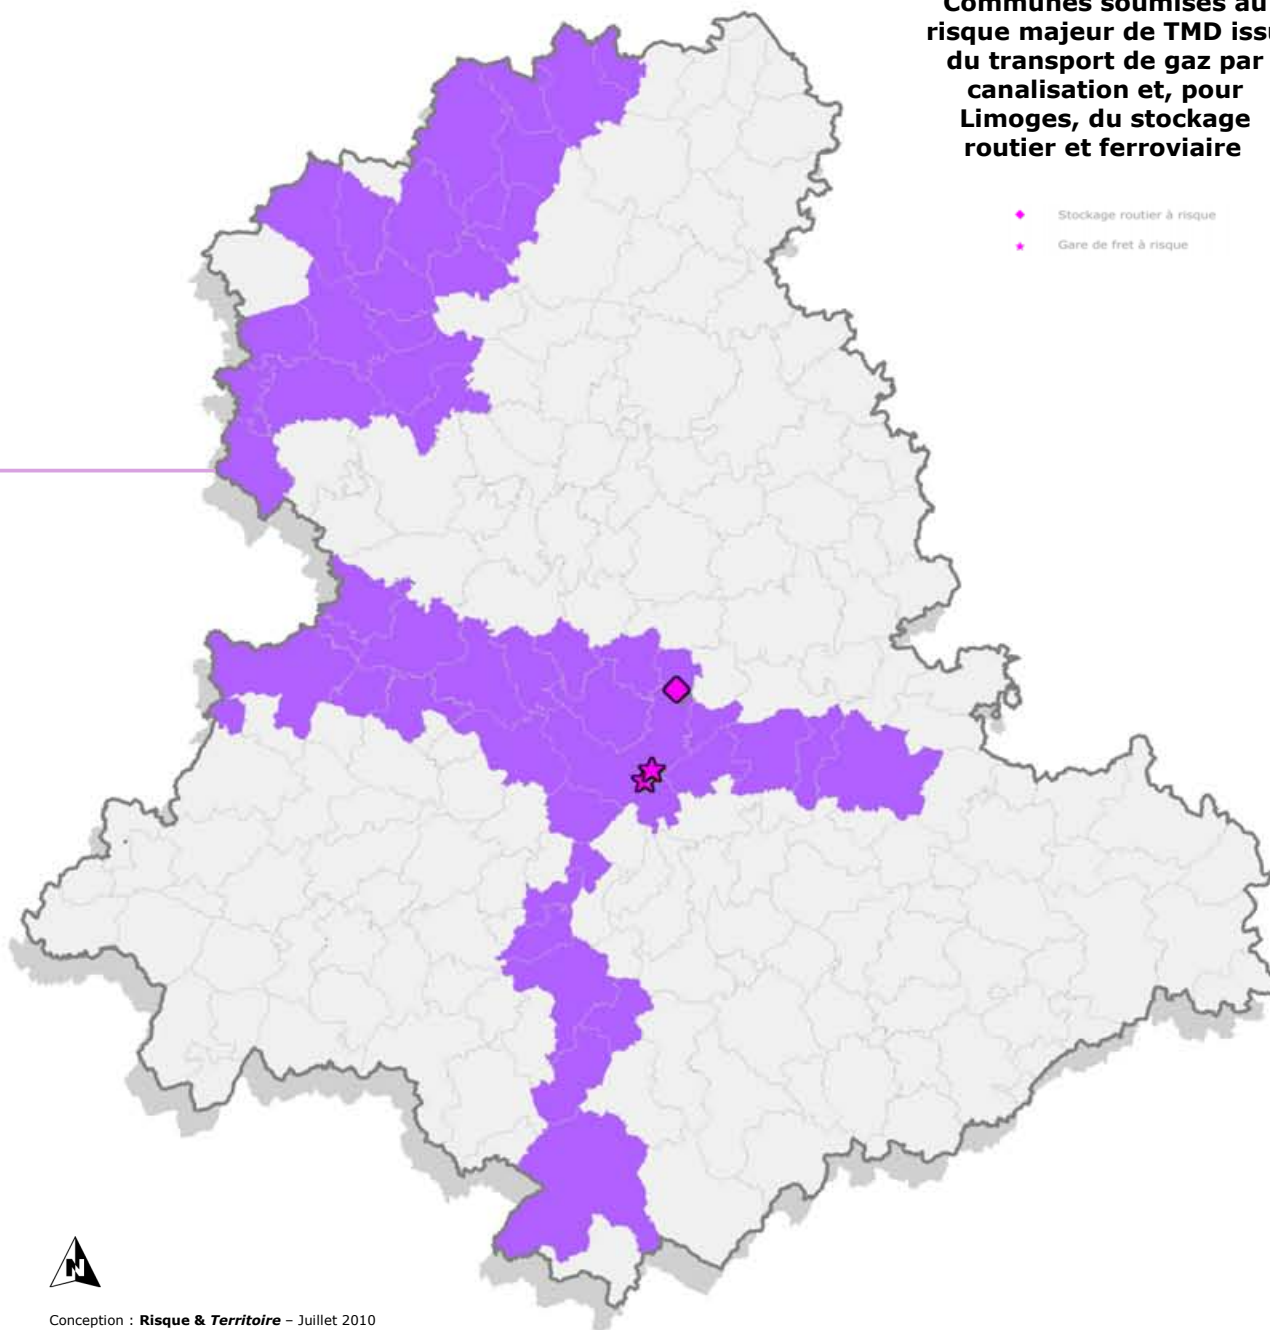 Communes soumises au
risque majeur de TMD issu
du transport de gaz par
canalisation et, pour
Limoges, du stockage
routier et ferroviaire
Stockage routier à risque
Gare de fret à risque
N
Conception : Risque & Territoire – Juillet 2010